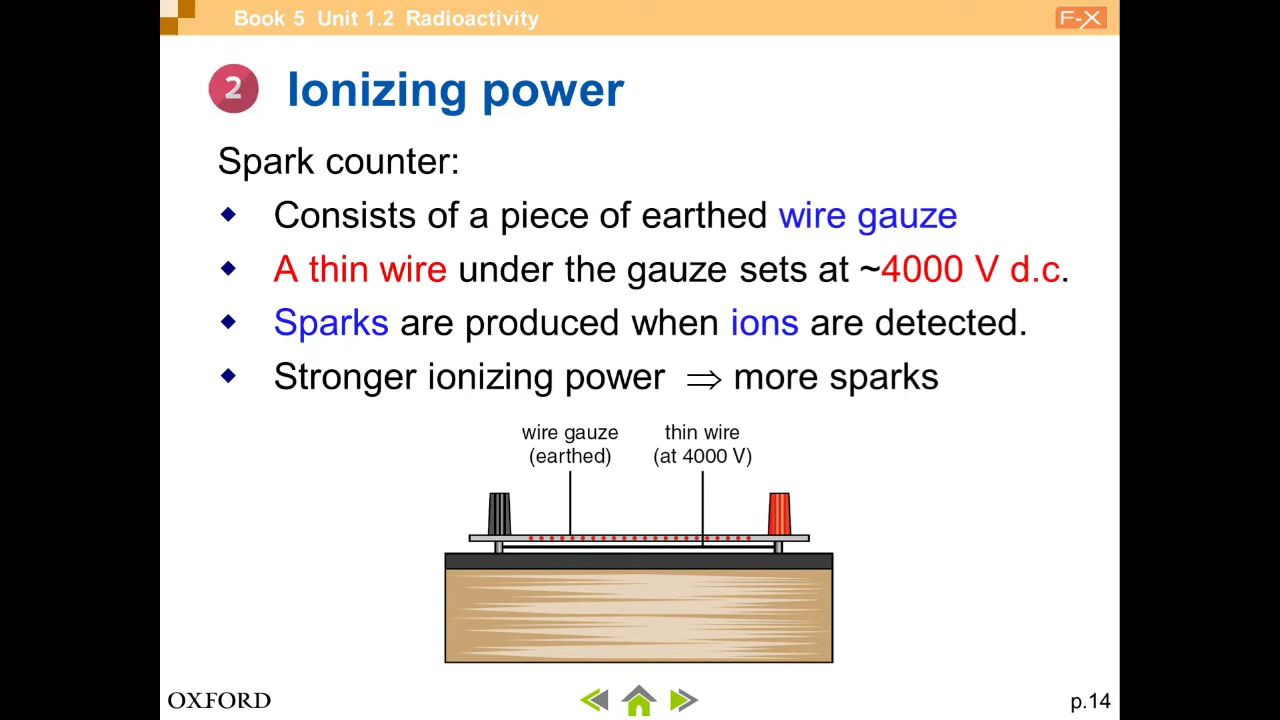 Book 5 Unit 1.2 Radioactivity
F-X
2 Ionizing power
Spark counter:
Consists of a piece of earthed wire gauze
A thin wire under the gauze sets at ~4000 V d.c.
Sparks are produced when ions are detected.
Stronger ionizing power ⇒ more sparks
wire gauze
(earthed)
thin wire
(at 4000 V)
OXFORD
p.14